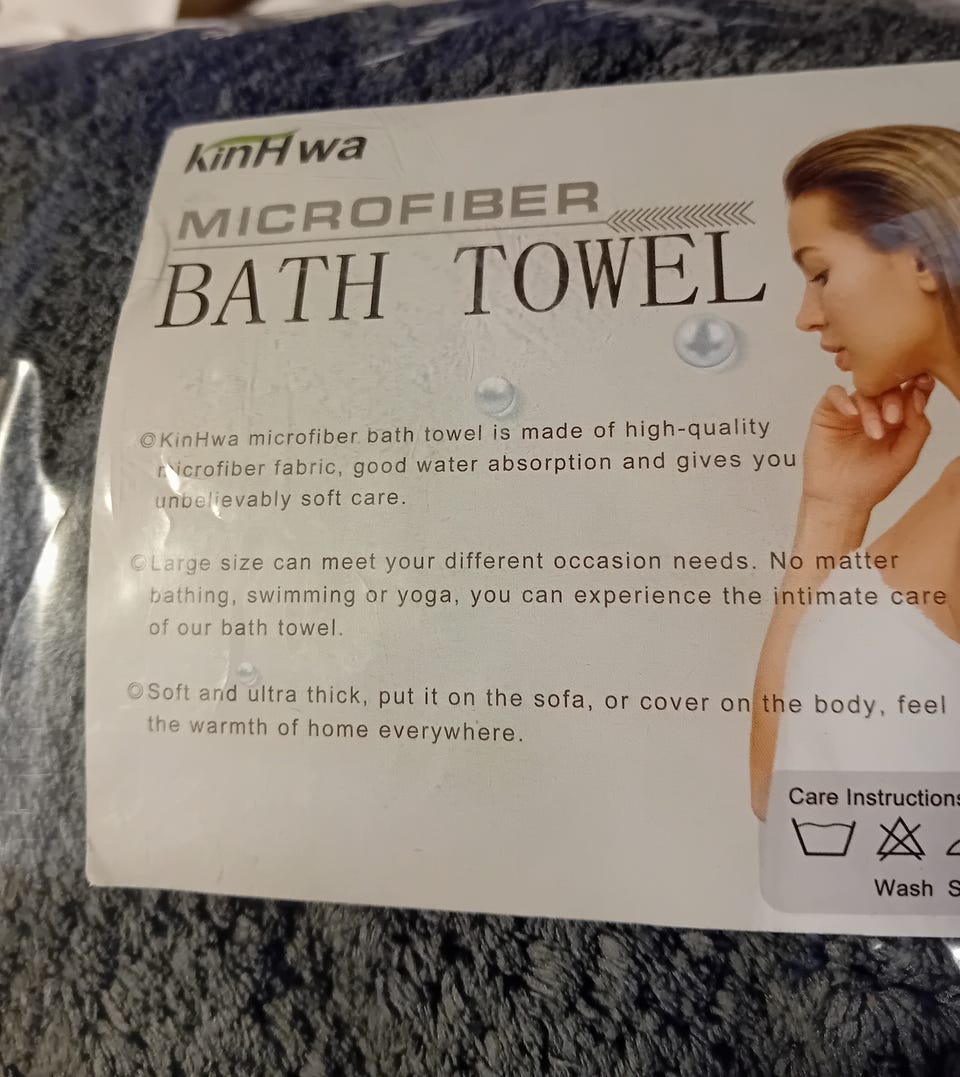 KinHwa
MICROFIBER
BATH TOWEL
◎KinHwa microfiber bath towel is made of high-quality
microfiber fabric, good water absorption and gives you
unbelievably soft care.
◎Large size can meet your different occasion needs. No matter
bathing, swimming or yoga, you can experience the intimate care
of our bath towel.
◎Soft and ultra thick, put it on the sofa, or cover on the body, feel
the warmth of home everywhere.
Care Instructions
Wash S